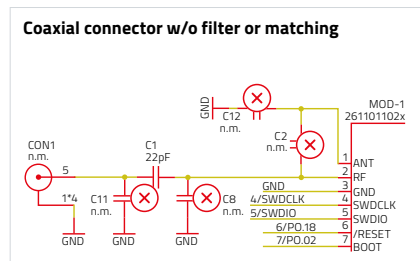 Coaxial connector w/o filter or matching
MOD-1
261101102x
GND
C12
n.m.
C2
n.m.
CON1
n.m.
C1
22pF
5
1*4
C11
n.m.
C8
n.m.
GND
GND
GND
1 ANT
2 RF
GND 3 GND
4/SWDCLK 4 SWDCLK
5/SWDIO 5 SWDIO
6/P0.18 6 /RESET
7/P0.02 7 BOOT